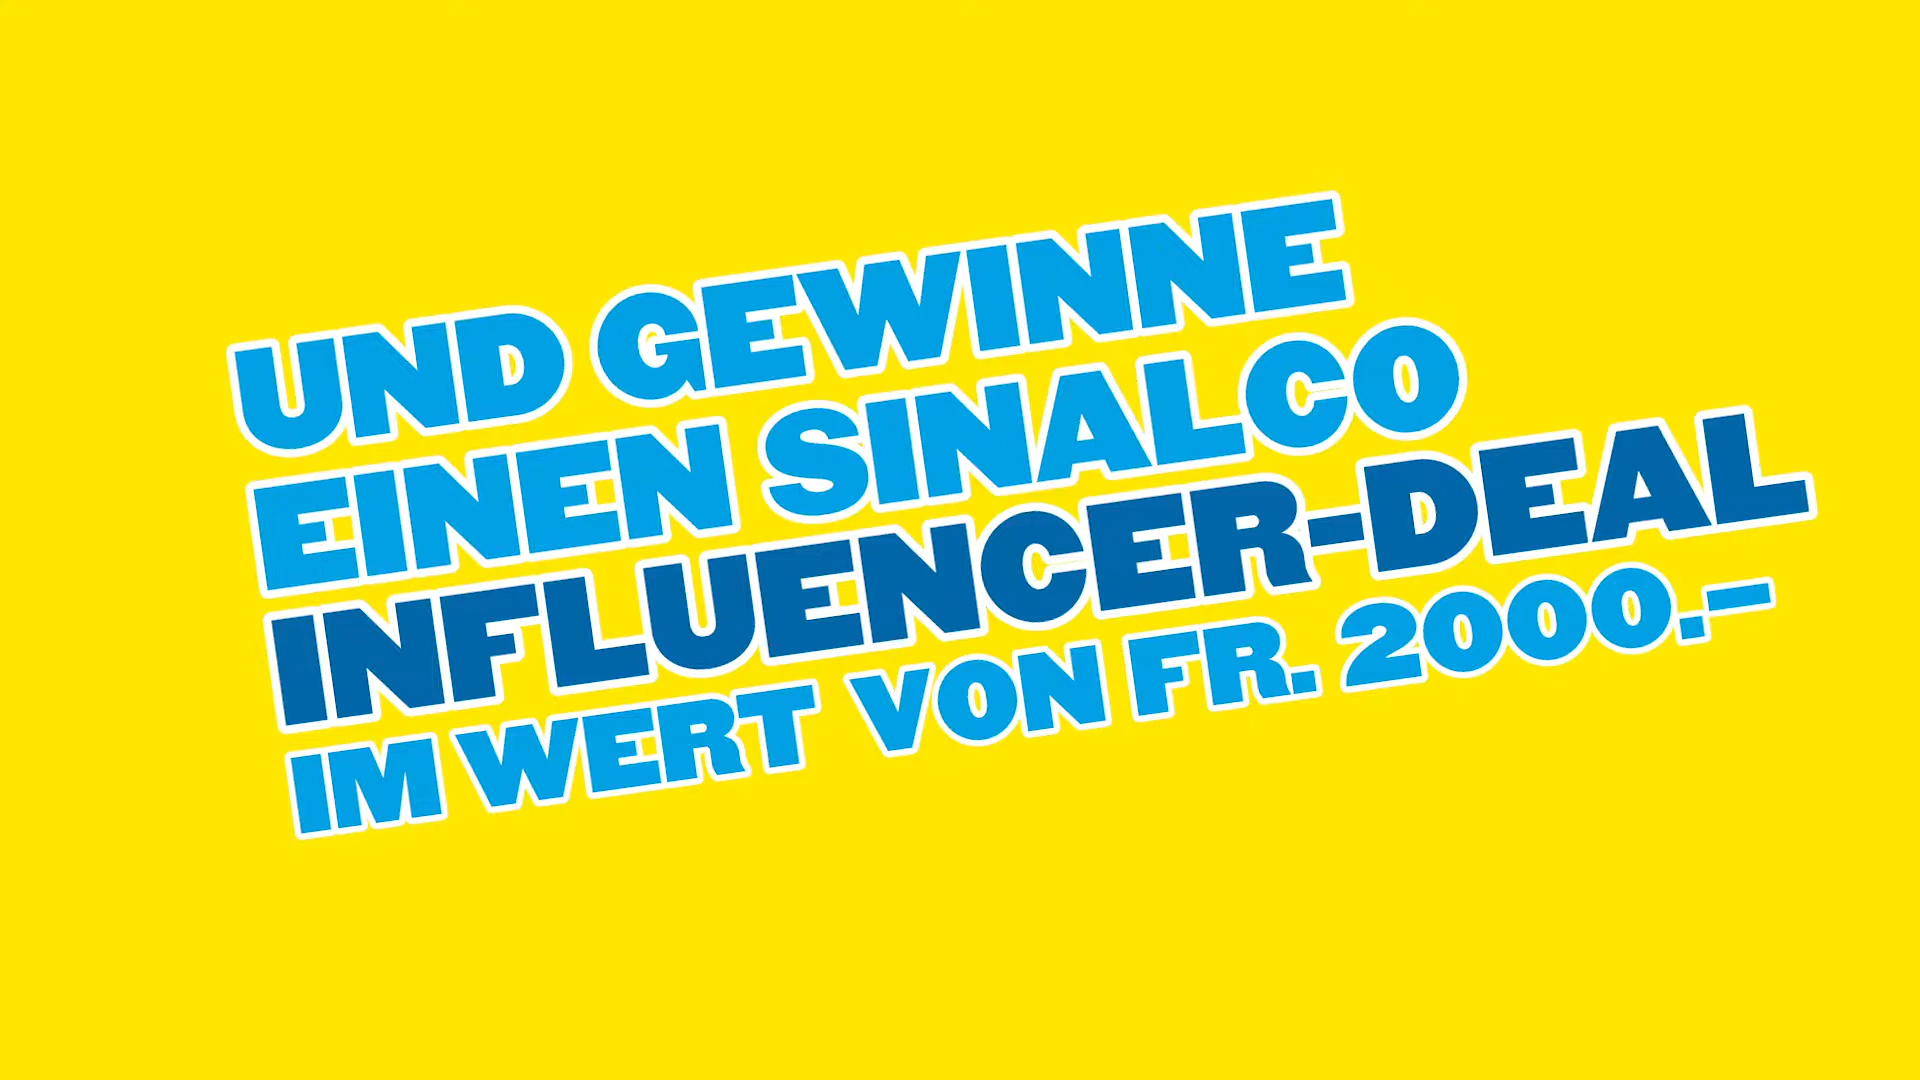 UND GEWINNE
EINEN SINALCO
INFLUENCER-DEAL
IM WERT VON FR. 2000.–